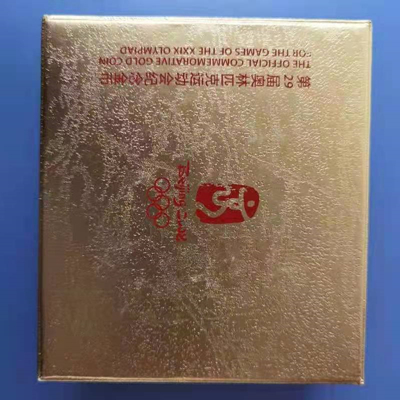 第29届奥林匹克运动会纪念金币
THE OFFICIAL COMMEMORATIVE GOLD COIN
FOR THE GAMES OF THE XXIX OLYMPIAD
Beijing 2008